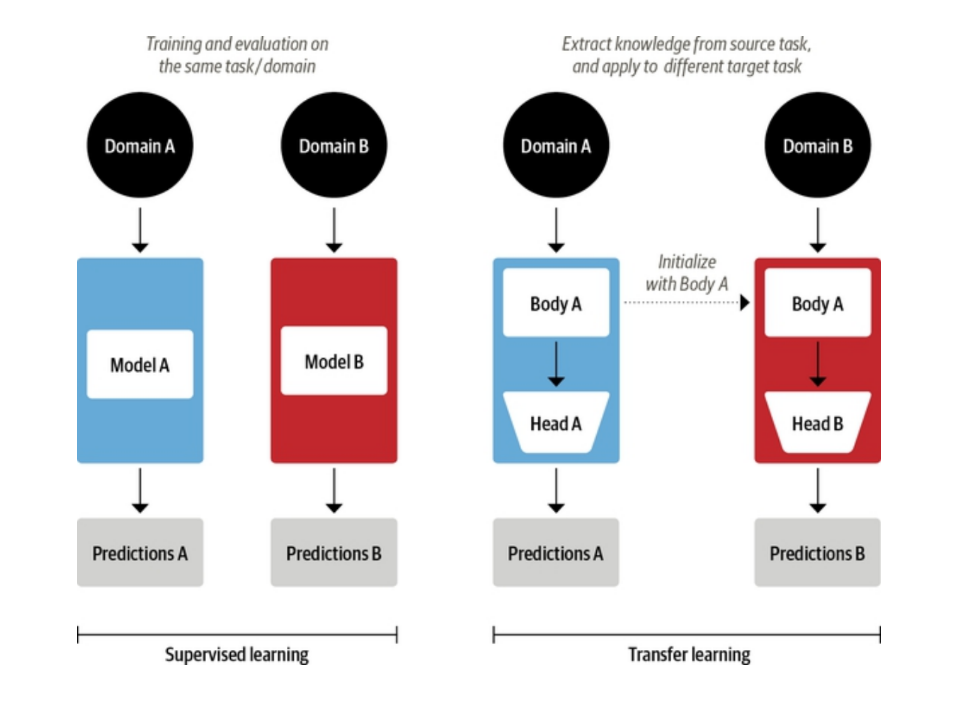 Training and evaluation on
the same task/domain
Extract knowledge from source task,
and apply to different target task
Domain A
Domain B
Domain A
Domain B
Initialize
with Body A
Body A
Body A
Model A
Model B
Head A
Head B
Predictions A
Predictions B
Predictions A
Predictions B
Supervised learning
Transfer learning